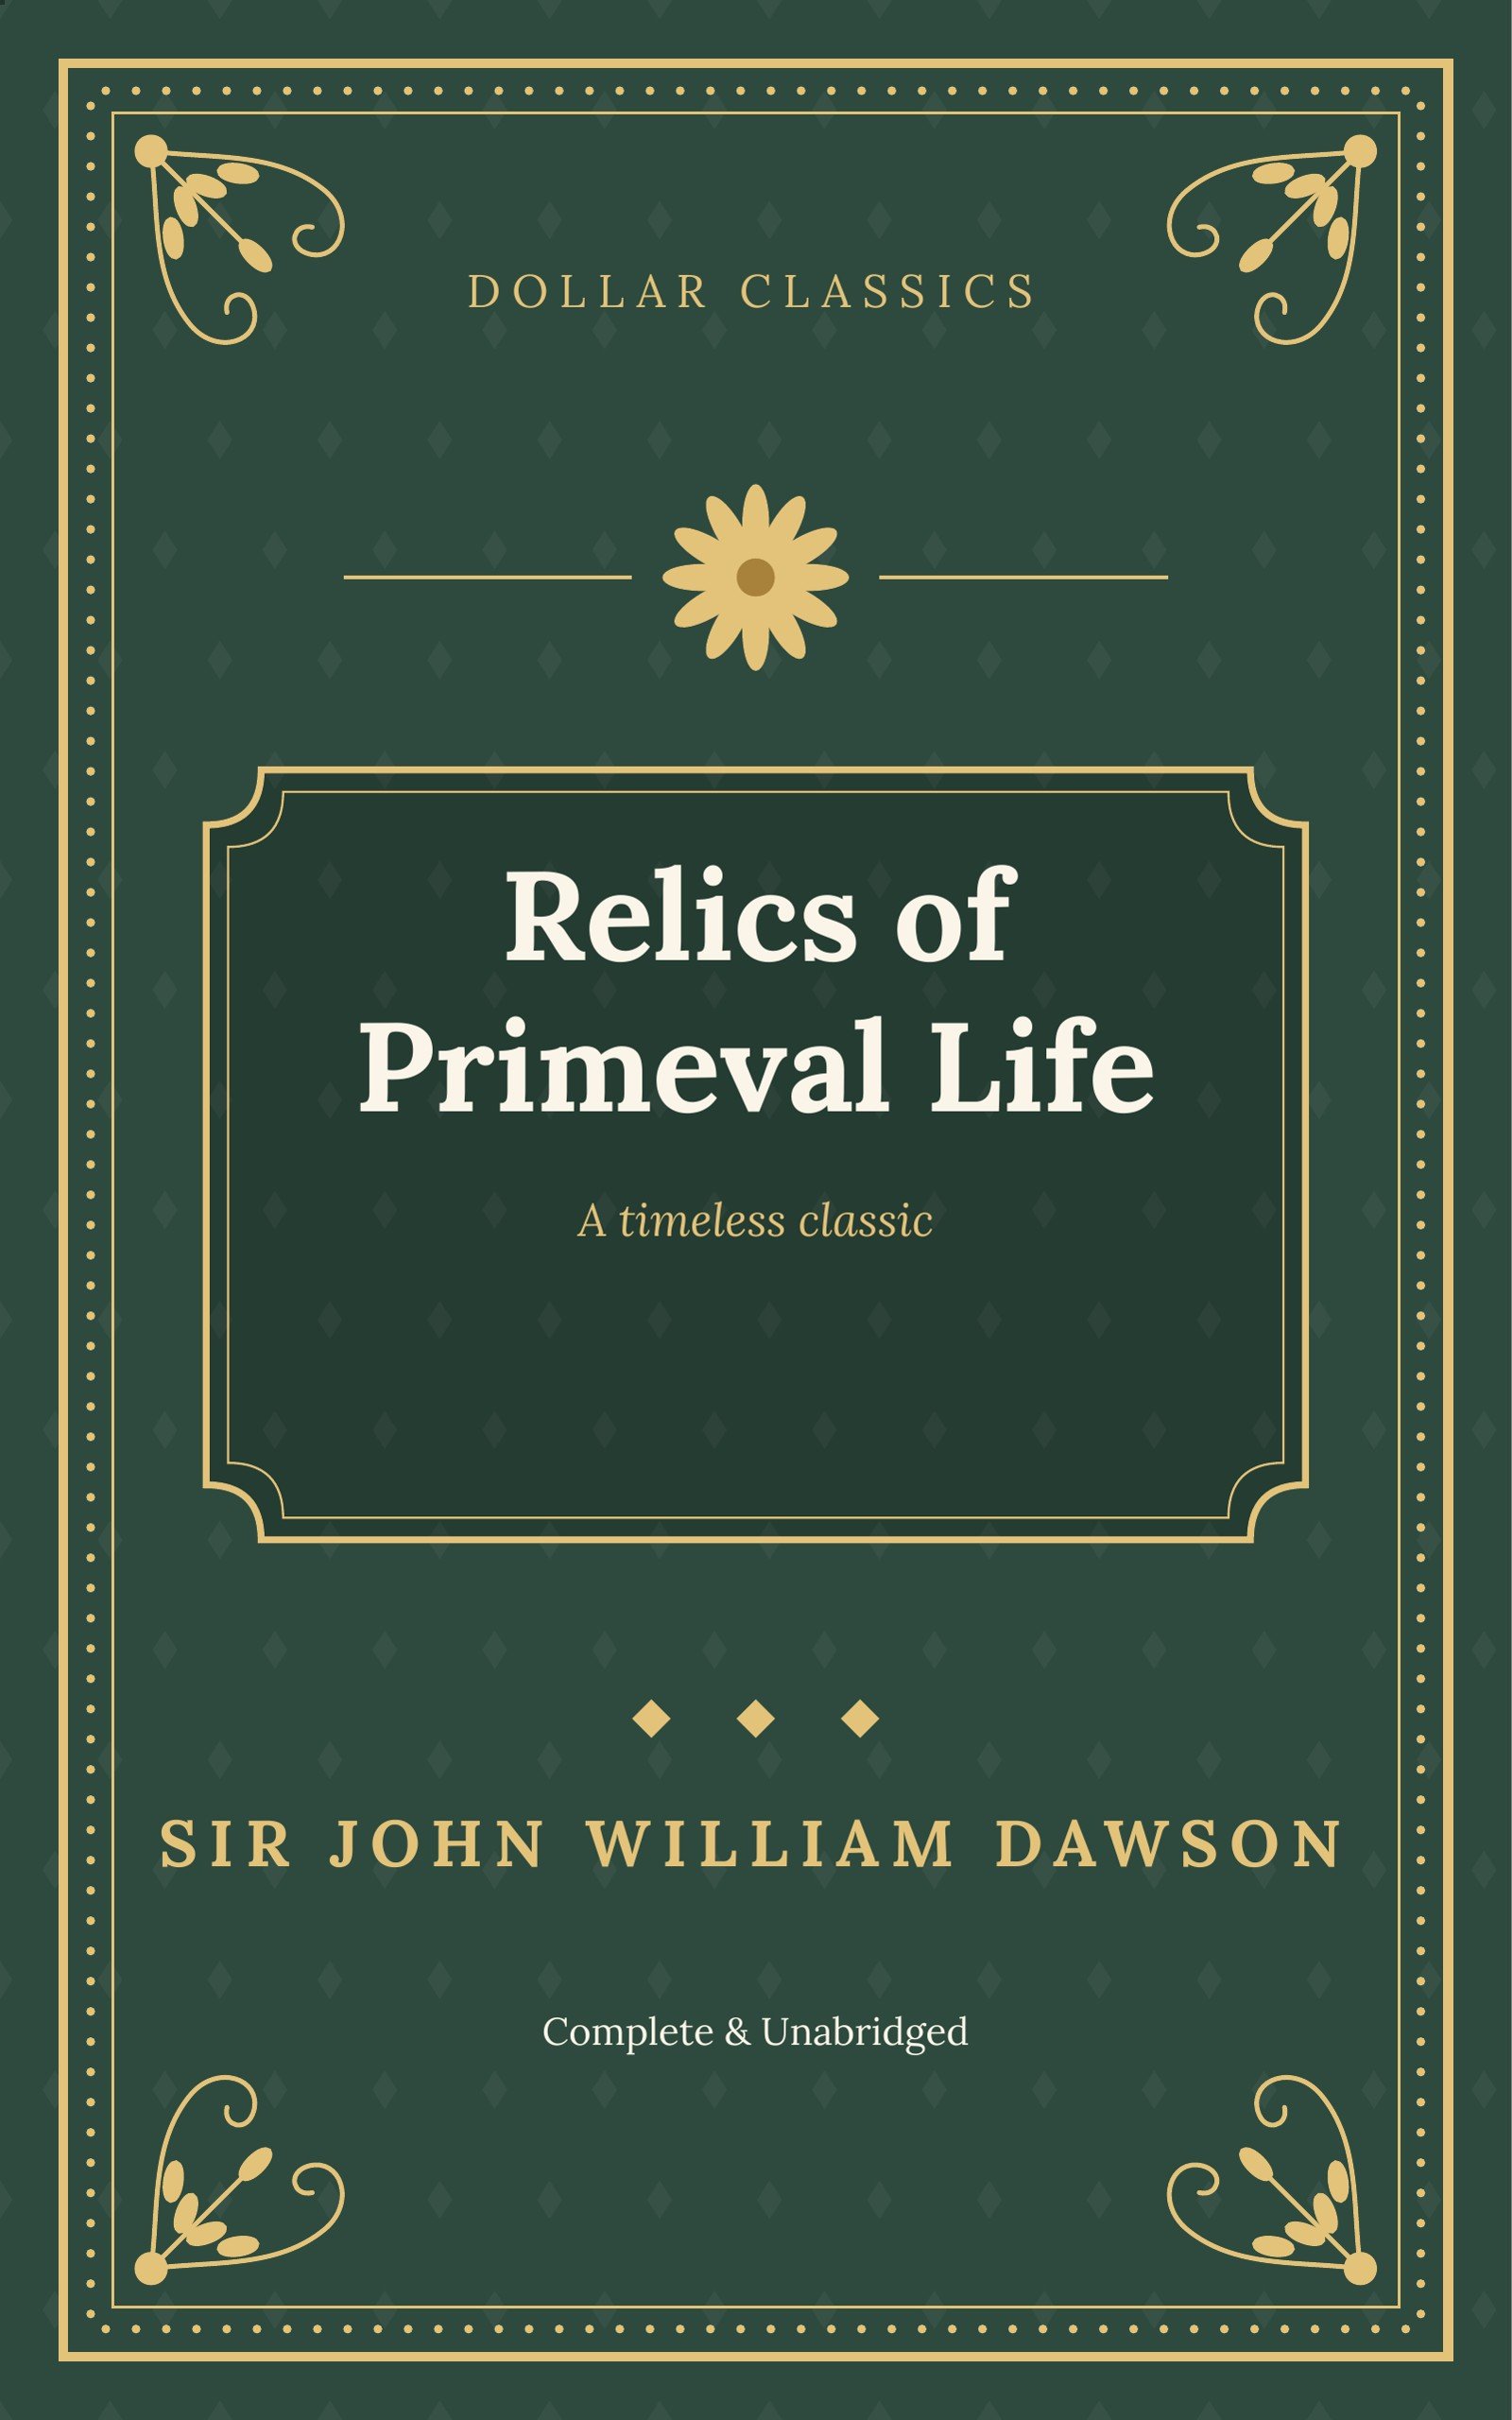 DOLLAR CLASSICS
Relics of
Primeval Life
A timeless classic
SIR JOHN WILLIAM DAWSON
Complete & Unabridged